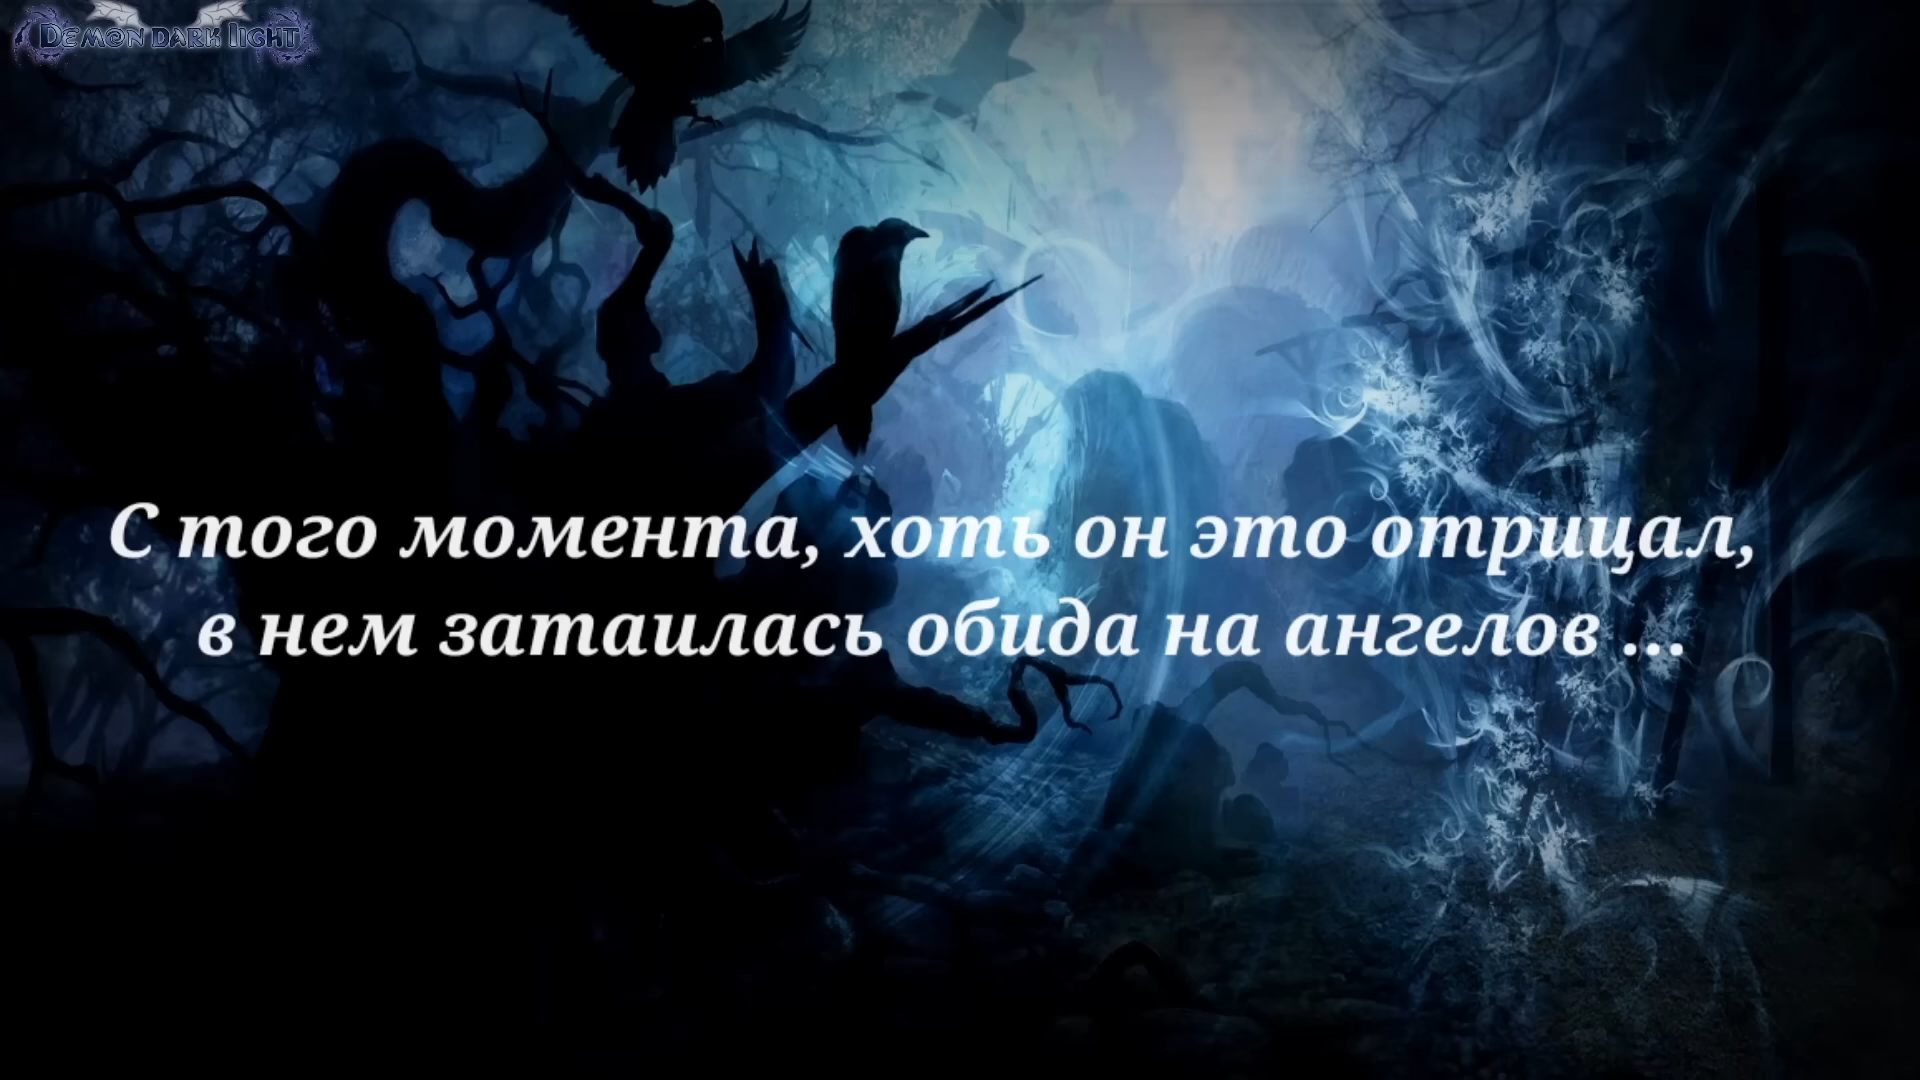 Demon dark light
С того момента, хоть он это отрицал,
в нем затаилась обида на ангелов ...